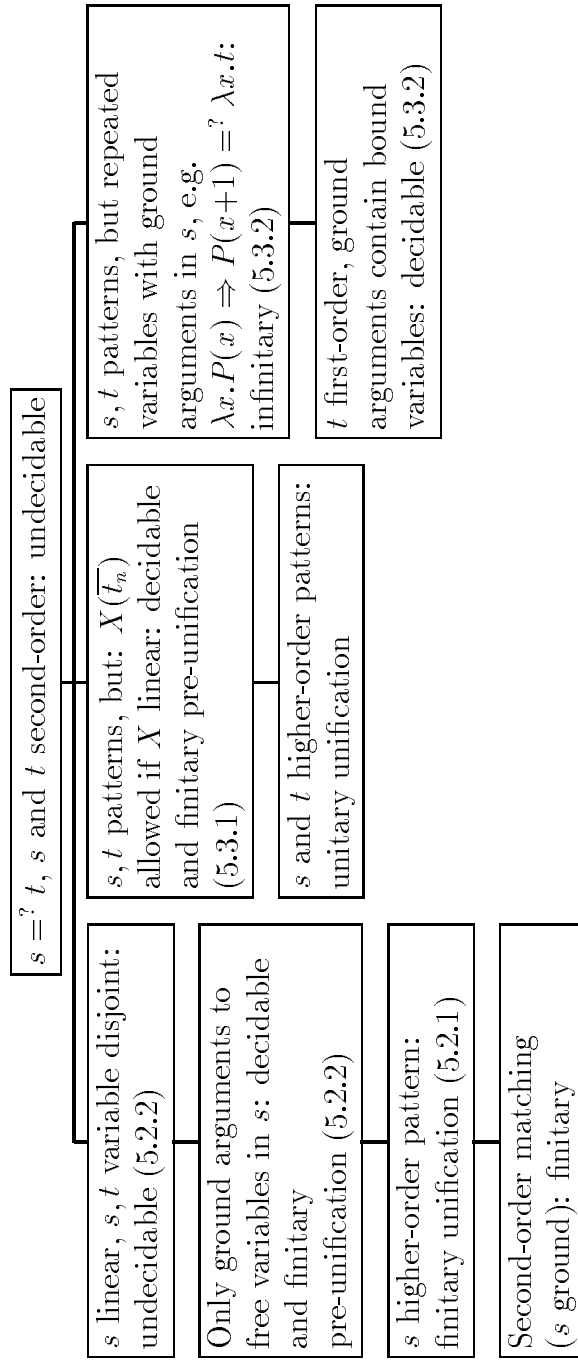 s =? t, s and t second-order: undecidable
s linear, s, t variable disjoint:
undecidable (5.2.2)
Only ground arguments to
free variables in s: decidable
and finitary
pre-unification (5.2.2)
s higher-order pattern:
finitary unification (5.2.1)
Second-order matching
(s ground): finitary
s, t patterns, but: X(\overline{t_n})
allowed if X linear: decidable
and finitary pre-unification
(5.3.1)
s and t higher-order patterns:
unitary unification
s, t patterns, but repeated
variables with ground
arguments in s, e.g.
λx.P(x) ⇒ P(x+1) =? λx.t:
infinitary (5.3.2)
t first-order, ground
arguments contain bound
variables: decidable (5.3.2)